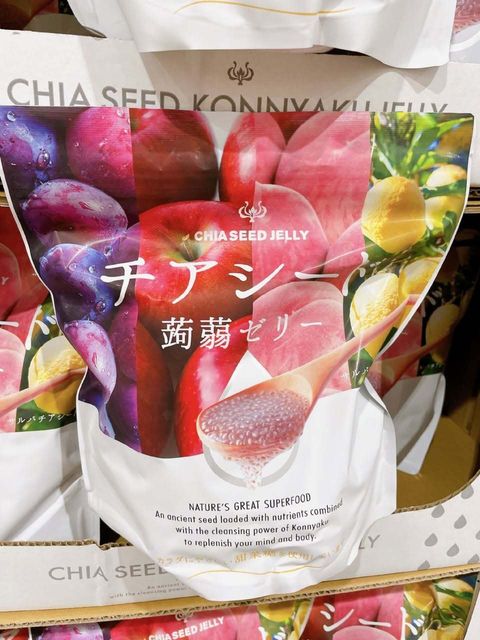 CHIA SEED KONNYAKU JELLY
CHIA SEED JELLY
チアシード
蒟蒻ゼリー
NATURE'S GREAT SUPERFOOD
An ancient seed loaded with nutrients combined
with the cleansing power of Konnyaku
to replenish your mind and body.
CHIA SEED
JELLY
CHIA SEED JELLY